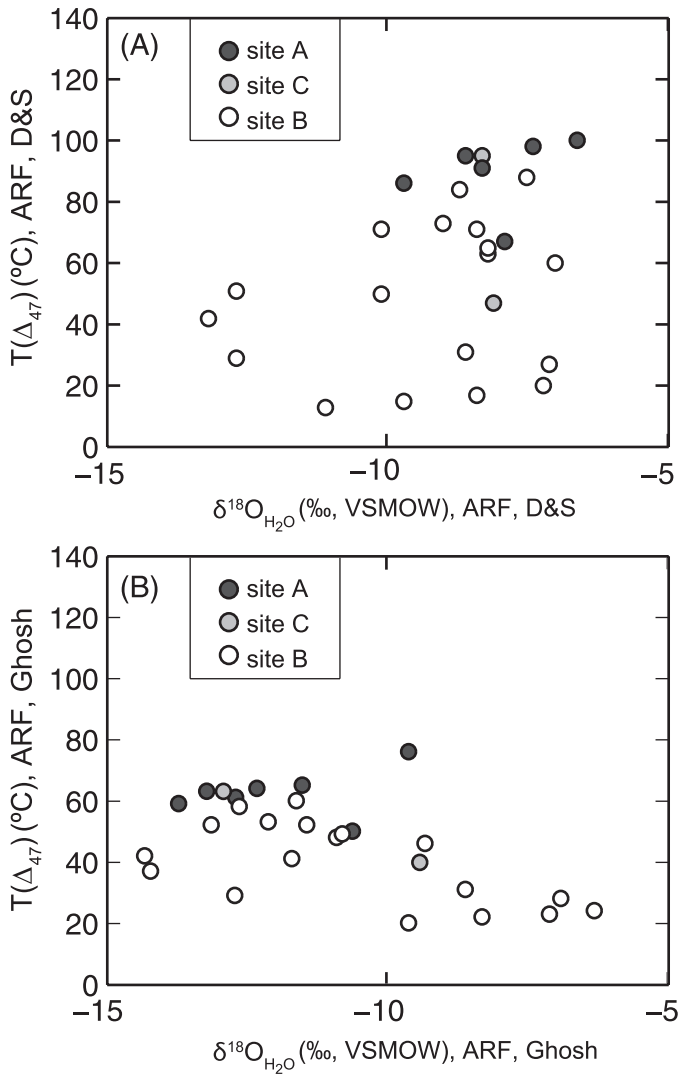 (A)
site A
site C
site B
140
120
100
80
60
40
20
0
T(Δ47)(ºC), ARF, D&S
−15
−10
−5
δ18OH2O(‰, VSMOW), ARF, D&S
(B)
site A
site C
site B
140
120
100
80
60
40
20
0
T(Δ47)(ºC), ARF, Ghosh
−15
−10
−5
δ18OH2O(‰, VSMOW), ARF, Ghosh